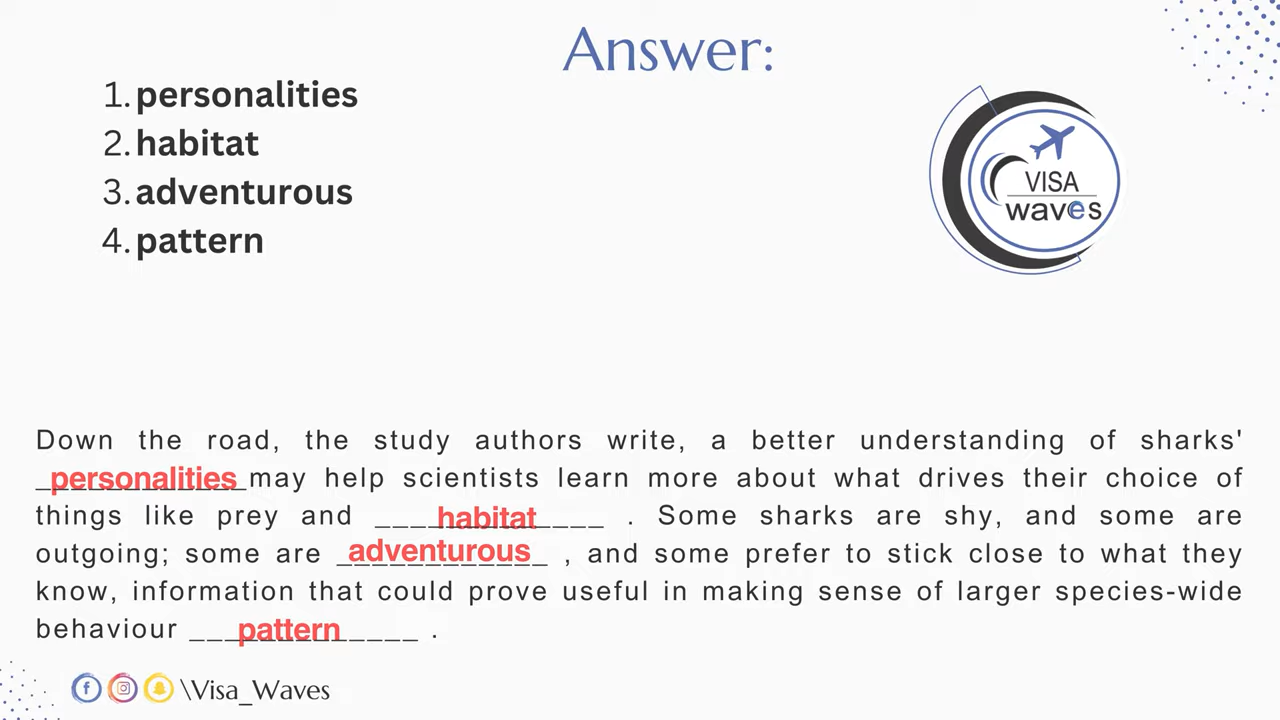 Answer:
1. personalities
2. habitat
3. adventurous
4. pattern
VISA
waves
Down the road, the study authors write, a better understanding of sharks'
personalities may help scientists learn more about what drives their choice of
things like prey and ____habitat____ . Some sharks are shy, and some are
outgoing; some are adventurous , and some prefer to stick close to what they
know, information that could prove useful in making sense of larger species-wide
behaviour ___pattern____ .
\Visa_Waves